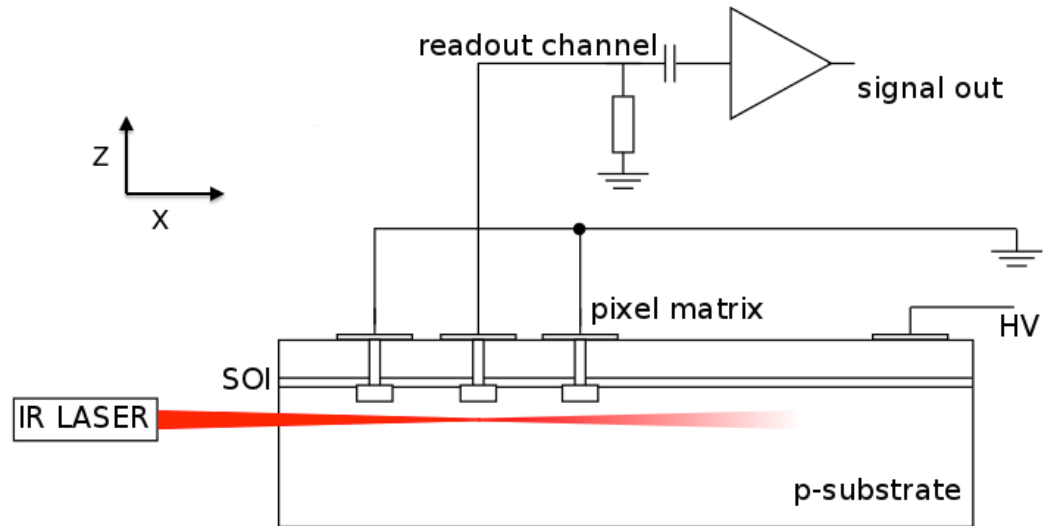 readout channel
signal out
Z
X
pixel matrix
HV
SOI
IR LASER
p-substrate